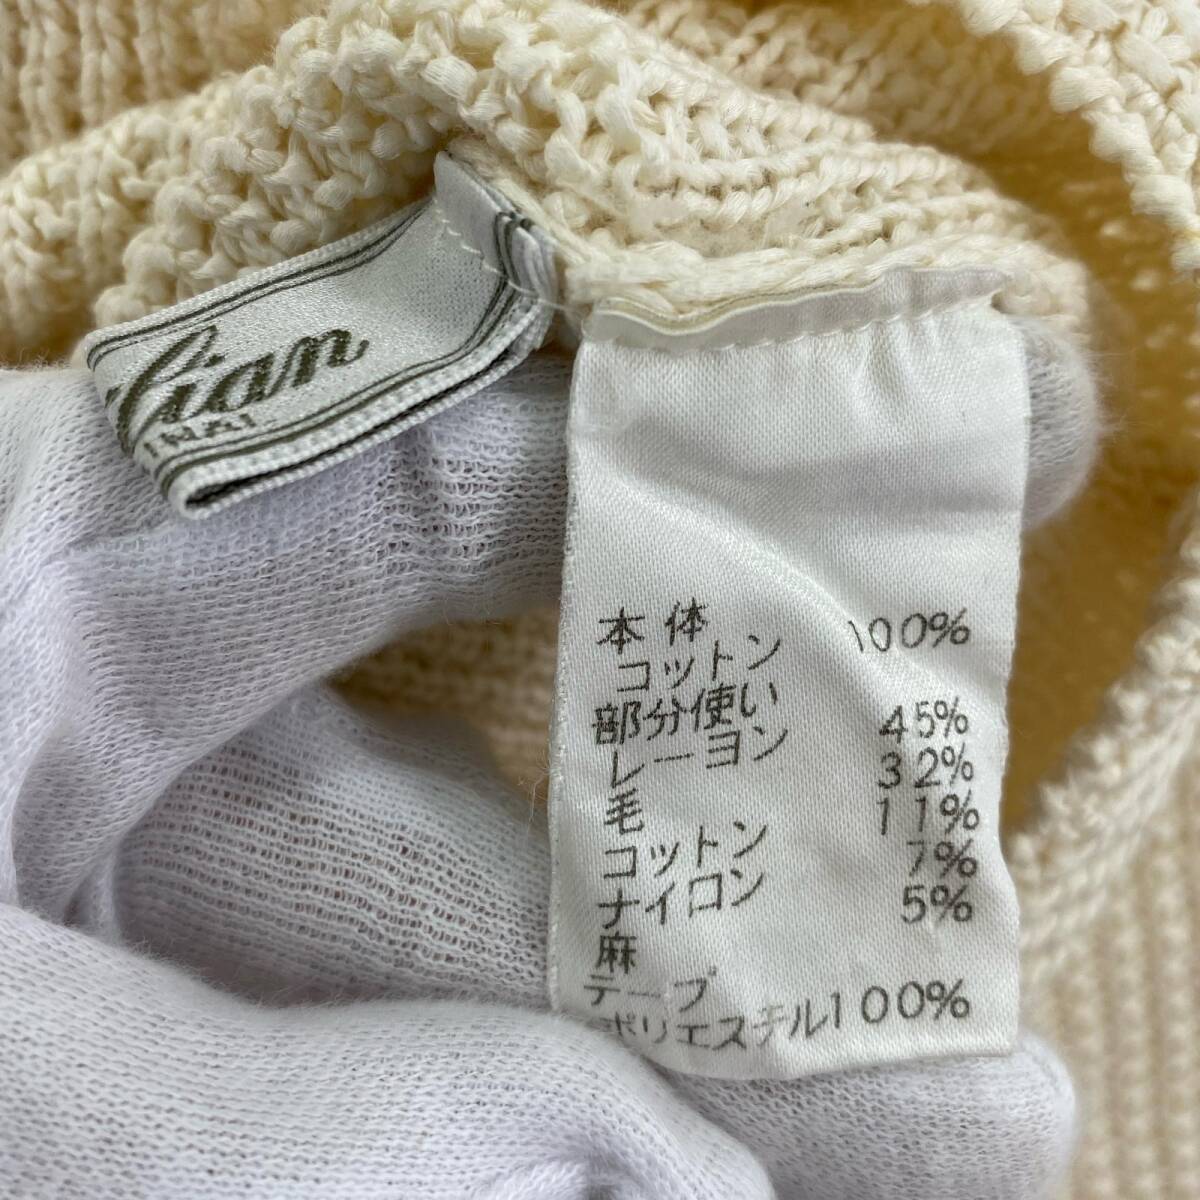 ian
本体
コットン 100%
部分使い
レーヨン 45%
毛 32%
コットン 11%
ナイロン 7%
麻 5%
テープ
ポリエステル100%